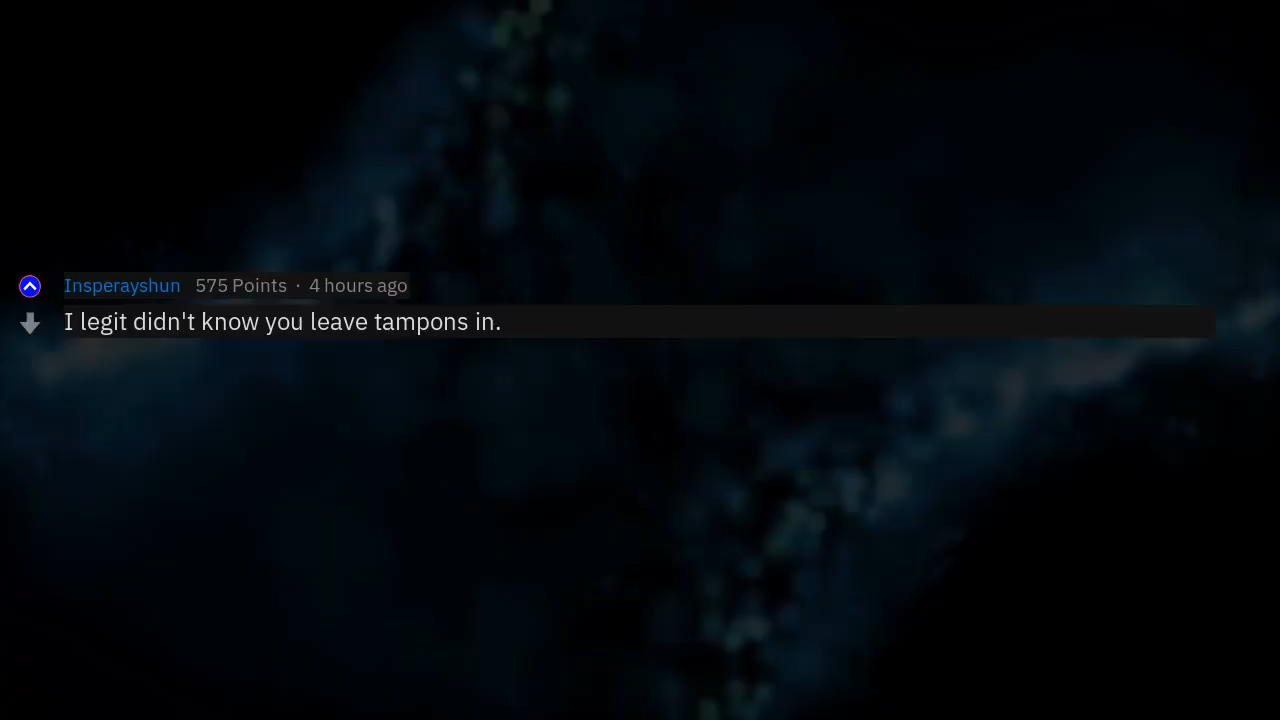 Insperayshun 575 Points · 4 hours ago
I legit didn't know you leave tampons in.